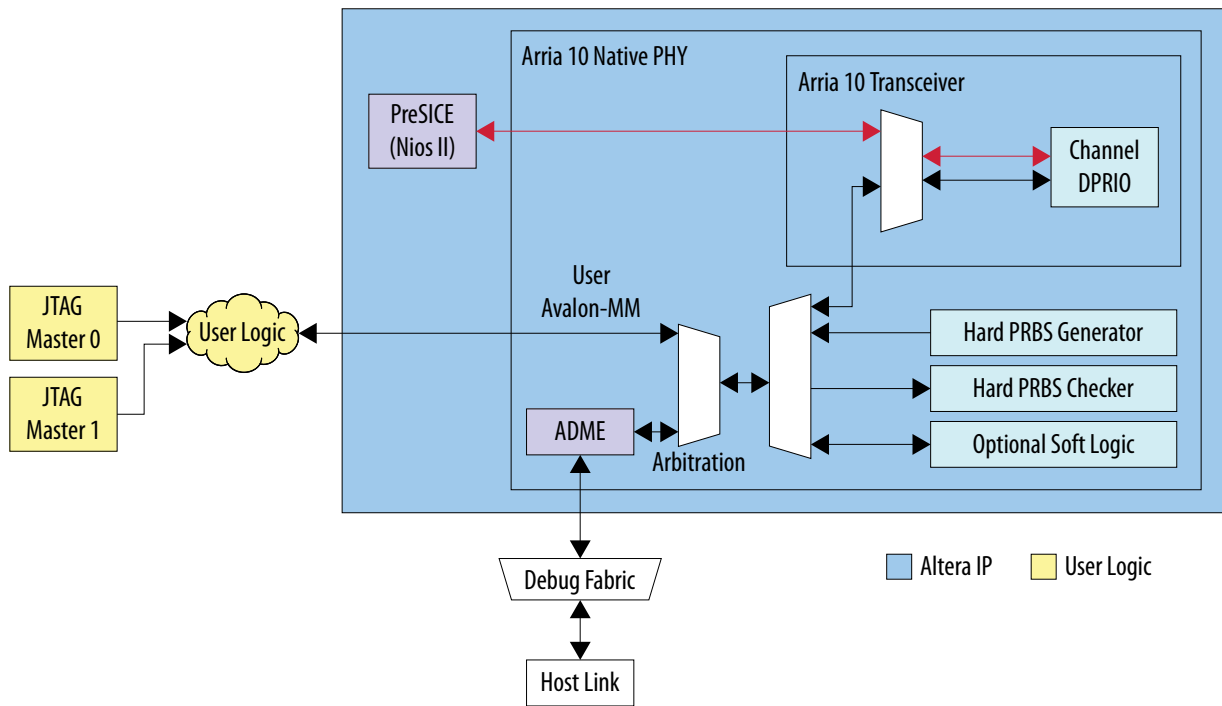 Arria 10 Native PHY
Arria 10 Transceiver
PreSICE
(Nios II)
Channel
DPRIO
User
Avalon-MM
JTAG
Master 0
User Logic
JTAG
Master 1
Hard PRBS Generator
Hard PRBS Checker
ADME
Optional Soft Logic
Arbitration
Debug Fabric
Altera IP
User Logic
Host Link